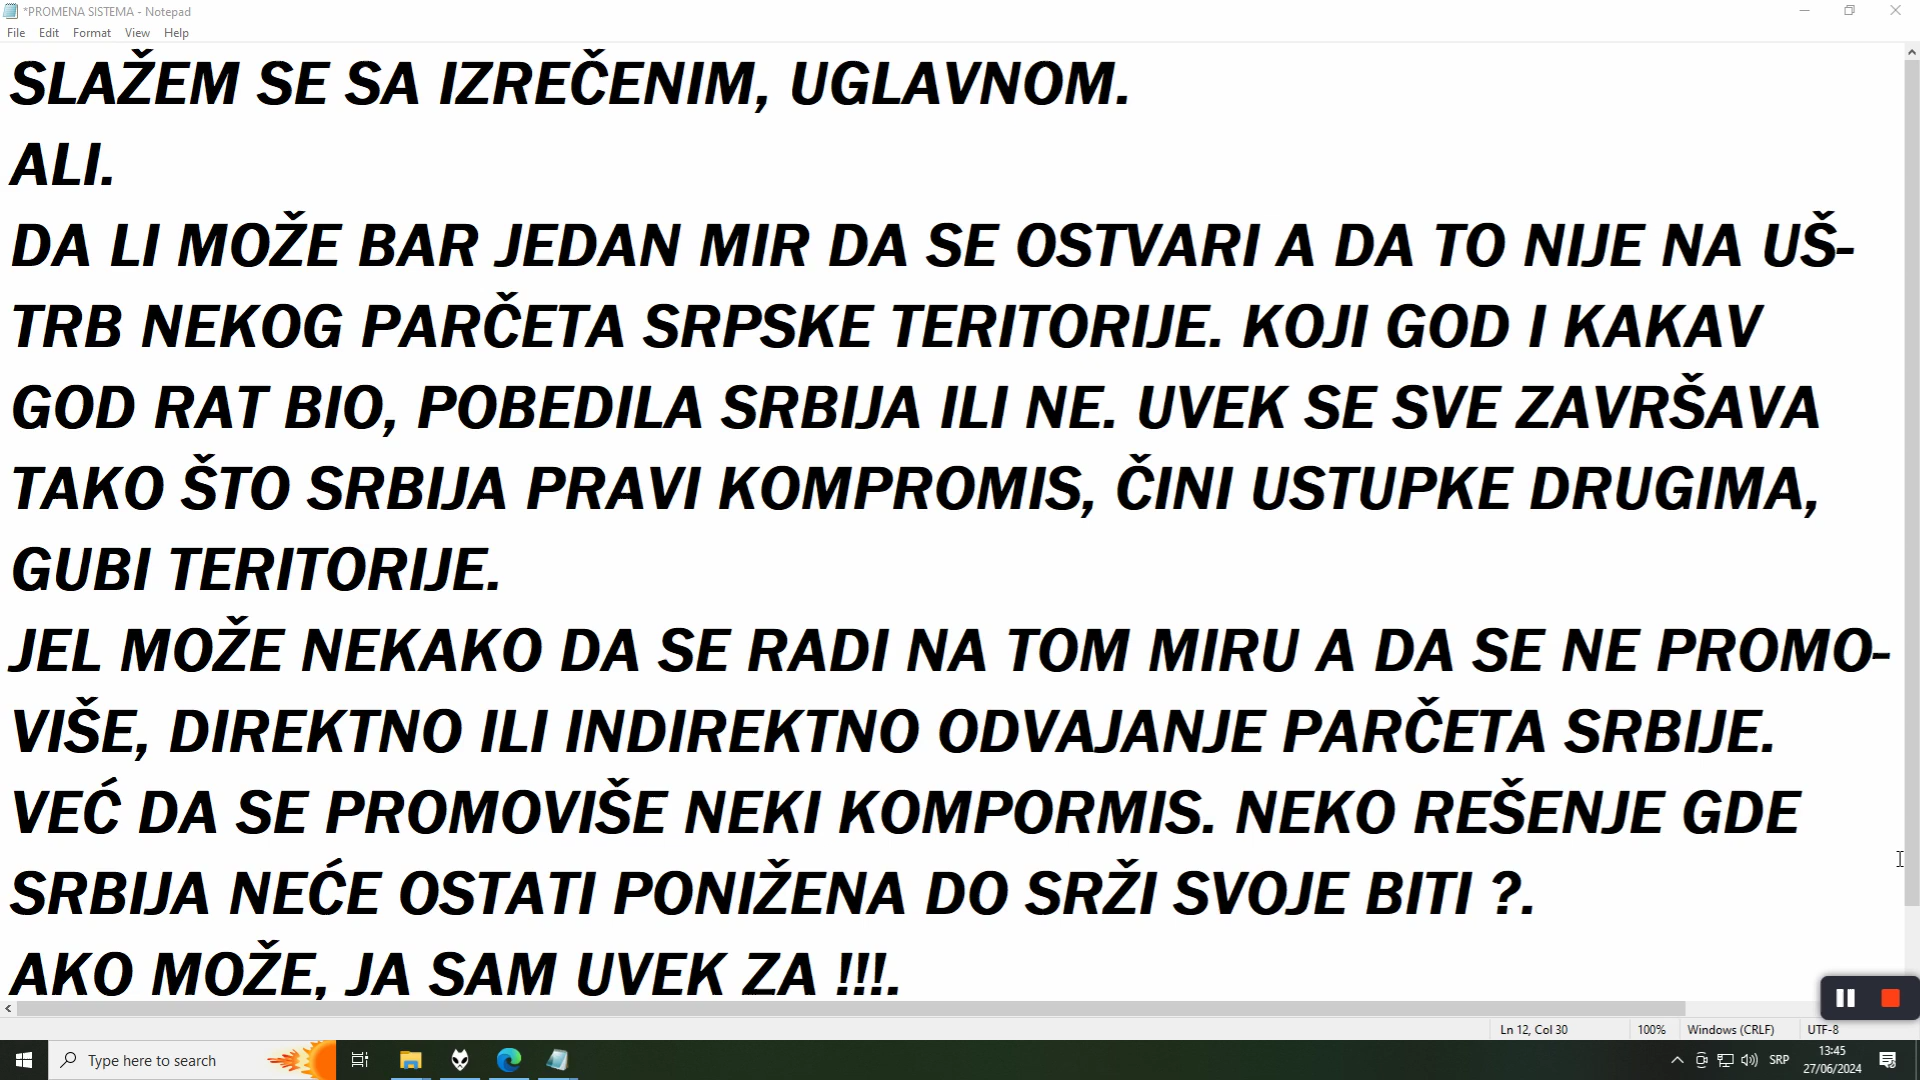 *PROMENA SISTEMA - Notepad
File Edit Format View Help
SLAŽEM SE SA IZREČENIM, UGLAVNOM.
ALI.
DA LI MOŽE BAR JEDAN MIR DA SE OSTVARI A DA TO NIJE NA UŠ-
TRB NEKOG PARČETA SRPSKE TERITORIJE. KOJI GOD I KAKAV
GOD RAT BIO, POBEDILA SRBIJA ILI NE. UVEK SE SVE ZAVRŠAVA
TAKO ŠTO SRBIJA PRAVI KOMPROMIS, ČINI USTUPKE DRUGIMA,
GUBI TERITORIJE.
JEL MOŽE NEKAKO DA SE RADI NA TOM MIRU A DA SE NE PROMO-
VIŠE, DIREKTNO ILI INDIREKTNO ODVAJANJE PARČETA SRBIJE.
VEĆ DA SE PROMOVIŠE NEKI KOMPORMIS. NEKO REŠENJE GDE
SRBIJA NEĆE OSTATI PONIŽENA DO SRŽI SVOJE BITI ?.
AKO MOŽE, JA SAM UVEK ZA !!!.
Ln 12, Col 30 100% Windows (CRLF) UTF-8
Type here to search
SRP
13:45
27/06/2024